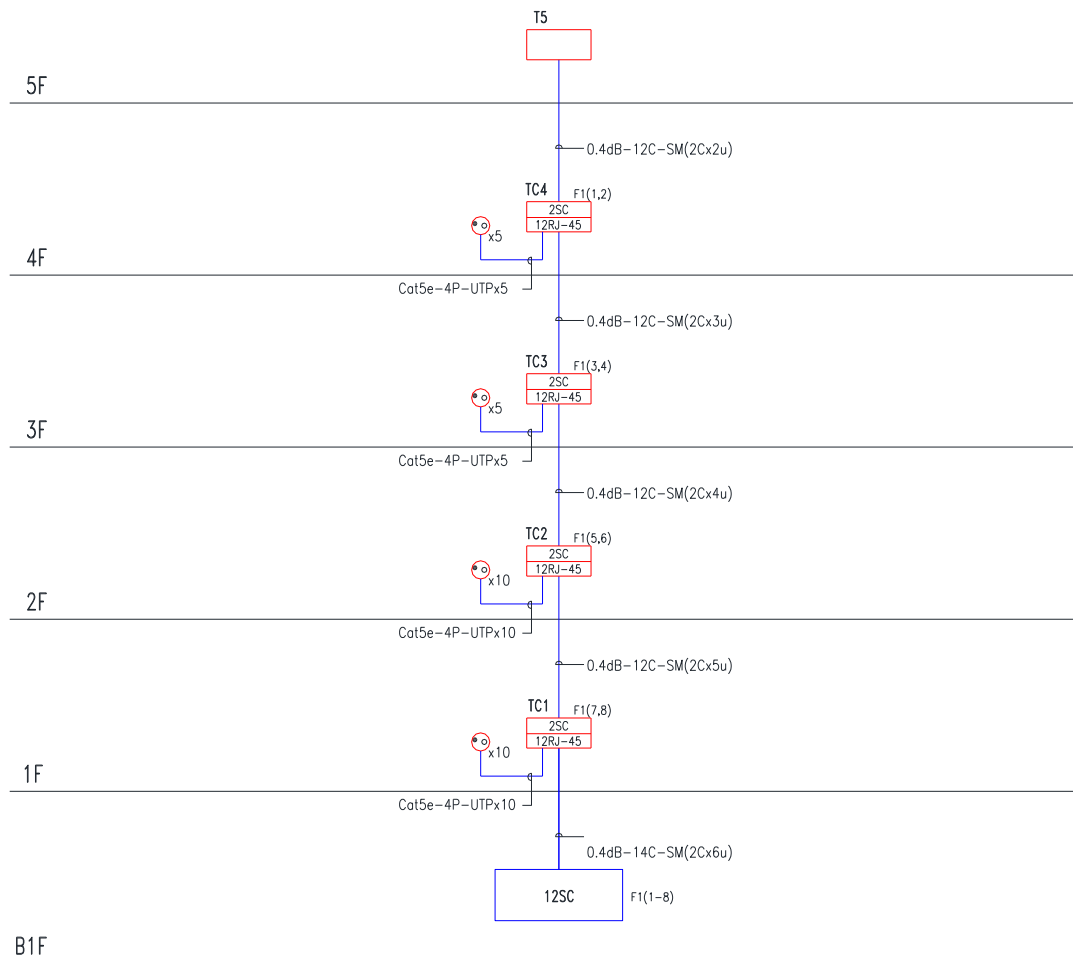 T5
5F
0.4dB-12C-SM(2Cx2u)
TC4
F1(1,2)
2SC
12RJ-45
x5
4F
Cat5e-4P-UTPx5
0.4dB-12C-SM(2Cx3u)
TC3
F1(3,4)
2SC
12RJ-45
x5
3F
Cat5e-4P-UTPx5
0.4dB-12C-SM(2Cx4u)
TC2
F1(5,6)
2SC
12RJ-45
x10
2F
Cat5e-4P-UTPx10
0.4dB-12C-SM(2Cx5u)
TC1
F1(7,8)
2SC
12RJ-45
x10
1F
Cat5e-4P-UTPx10
0.4dB-14C-SM(2Cx6u)
12SC
F1(1-8)
B1F